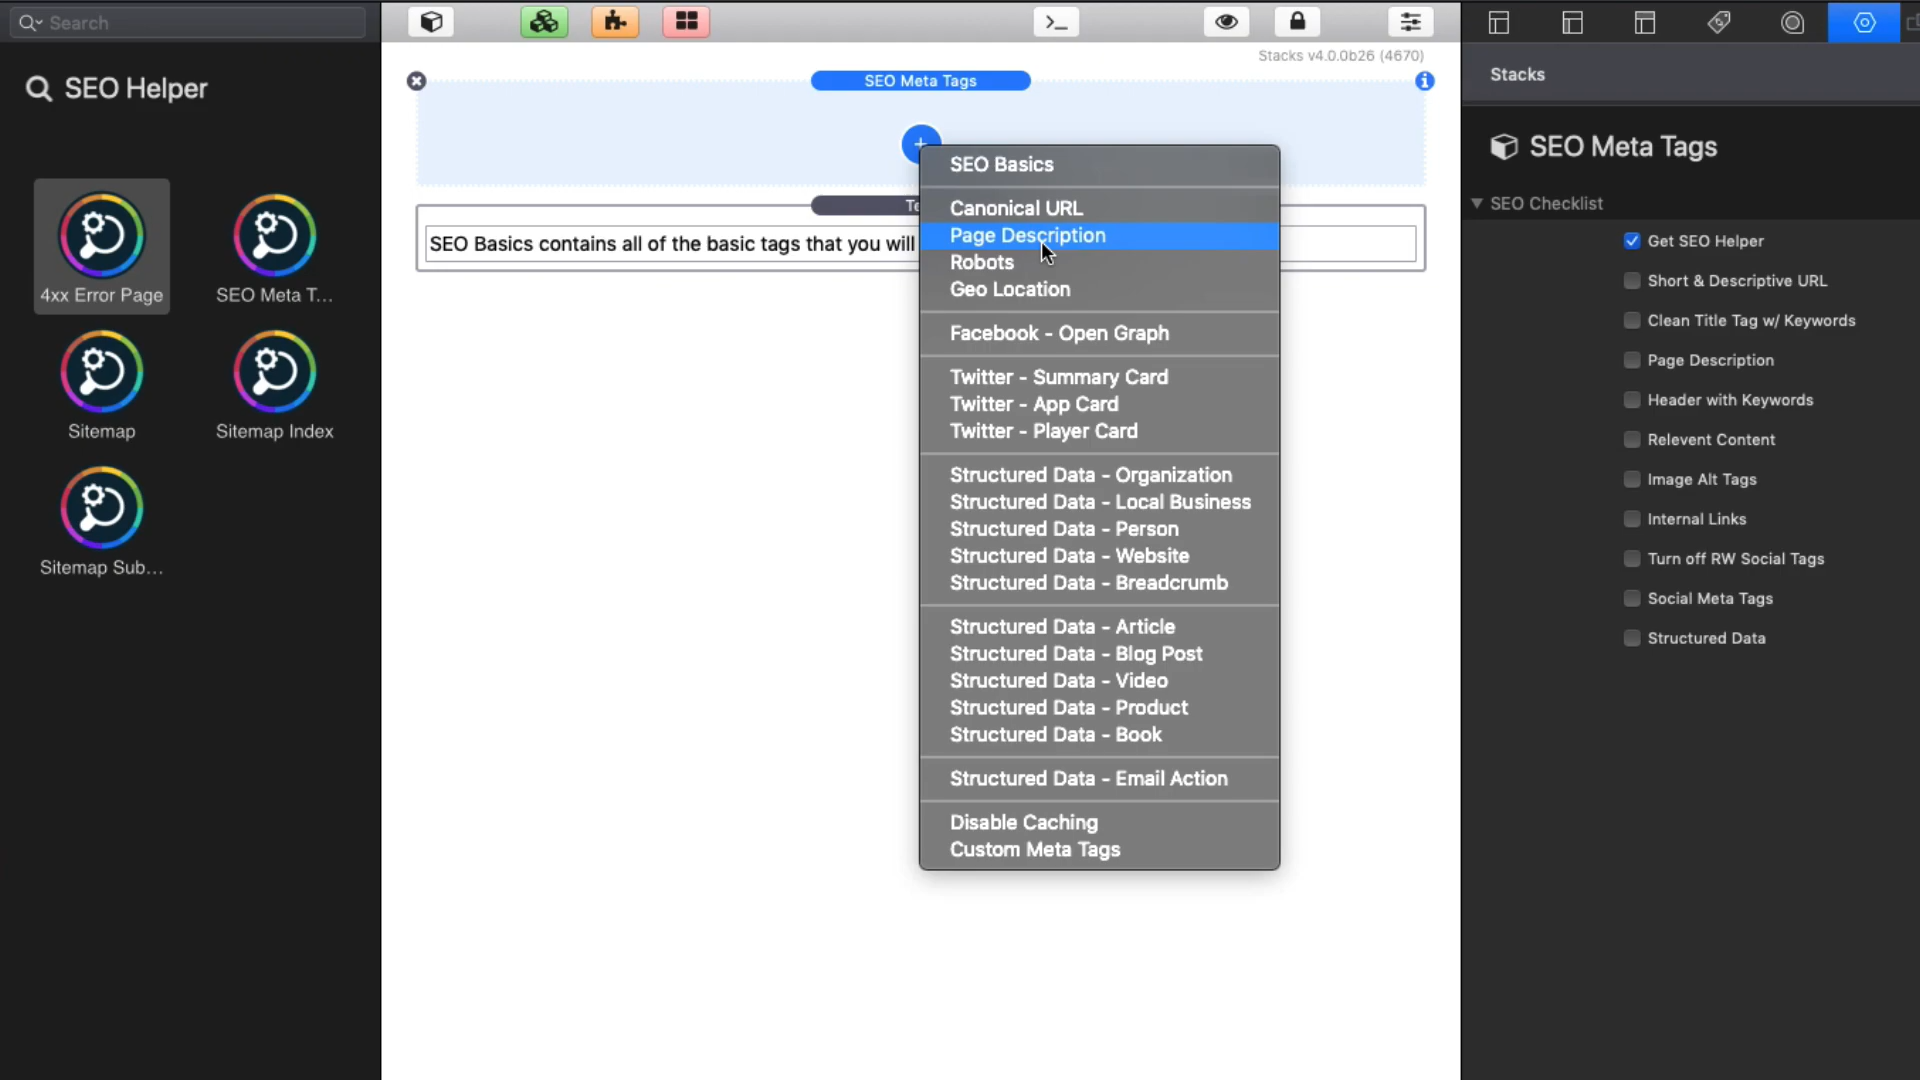 Search
SEO Helper
4xx Error Page
SEO Meta T...
Sitemap
Sitemap Index
Sitemap Sub...
Stacks v4.0.0b26 (4670)
SEO Meta Tags
Te
SEO Basics contains all of the basic tags that you will
SEO Basics
Canonical URL
Page Description
Robots
Geo Location
Facebook - Open Graph
Twitter - Summary Card
Twitter - App Card
Twitter - Player Card
Structured Data - Organization
Structured Data - Local Business
Structured Data - Person
Structured Data - Website
Structured Data - Breadcrumb
Structured Data - Article
Structured Data - Blog Post
Structured Data - Video
Structured Data - Product
Structured Data - Book
Structured Data - Email Action
Disable Caching
Custom Meta Tags
Stacks
SEO Meta Tags
SEO Checklist
Get SEO Helper
Short & Descriptive URL
Clean Title Tag w/ Keywords
Page Description
Header with Keywords
Relevent Content
Image Alt Tags
Internal Links
Turn off RW Social Tags
Social Meta Tags
Structured Data